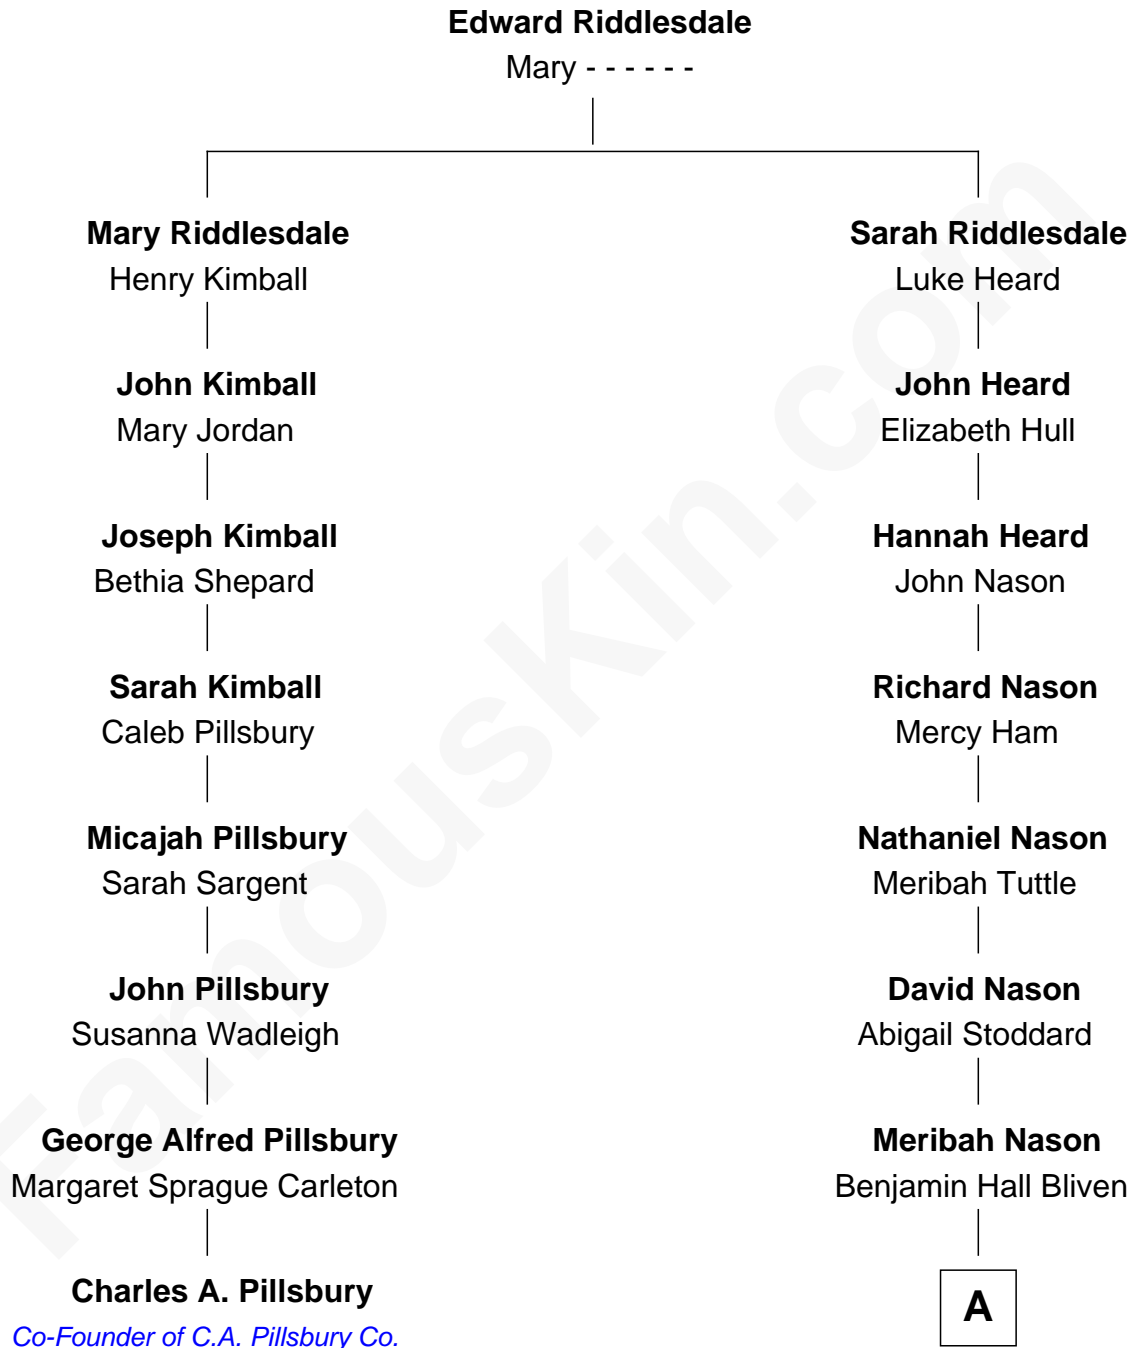 Edward Riddlesdale
Mary - - - - - -
Mary Riddlesdale
Henry Kimball
Sarah Riddlesdale
Luke Heard
John Kimball
Mary Jordan
John Heard
Elizabeth Hull
Joseph Kimball
Bethia Shepard
Hannah Heard
John Nason
Sarah Kimball
Caleb Pillsbury
Richard Nason
Mercy Ham
Micajah Pillsbury
Sarah Sargent
Nathaniel Nason
Meribah Tuttle
John Pillsbury
Susanna Wadleigh
David Nason
Abigail Stoddard
George Alfred Pillsbury
Margaret Sprague Carleton
Meribah Nason
Benjamin Hall Bliven
Charles A. Pillsbury
Co-Founder of C.A. Pillsbury Co.
A
FamousKin.com